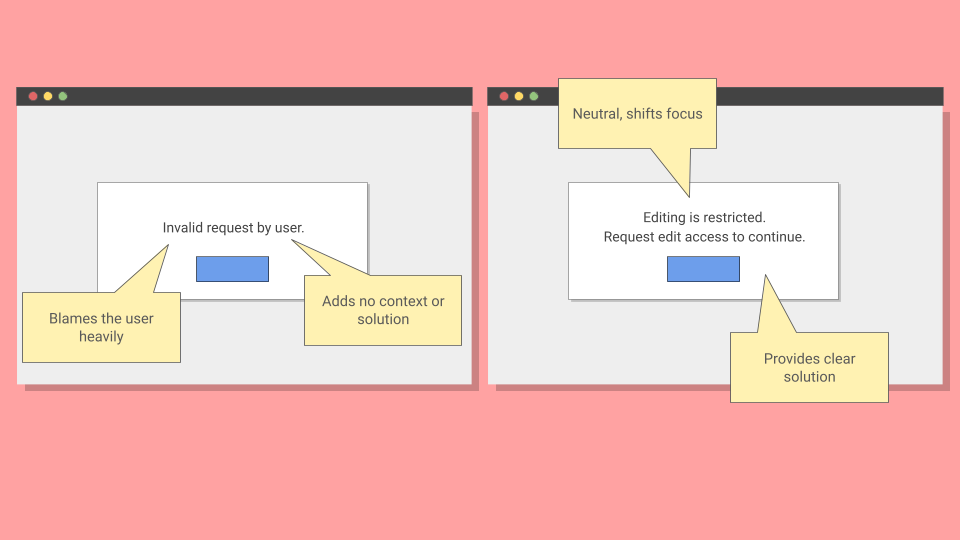 Invalid request by user.
Blames the user
heavily
Adds no context or
solution
Neutral, shifts focus
Editing is restricted.
Request edit access to continue.
Provides clear
solution